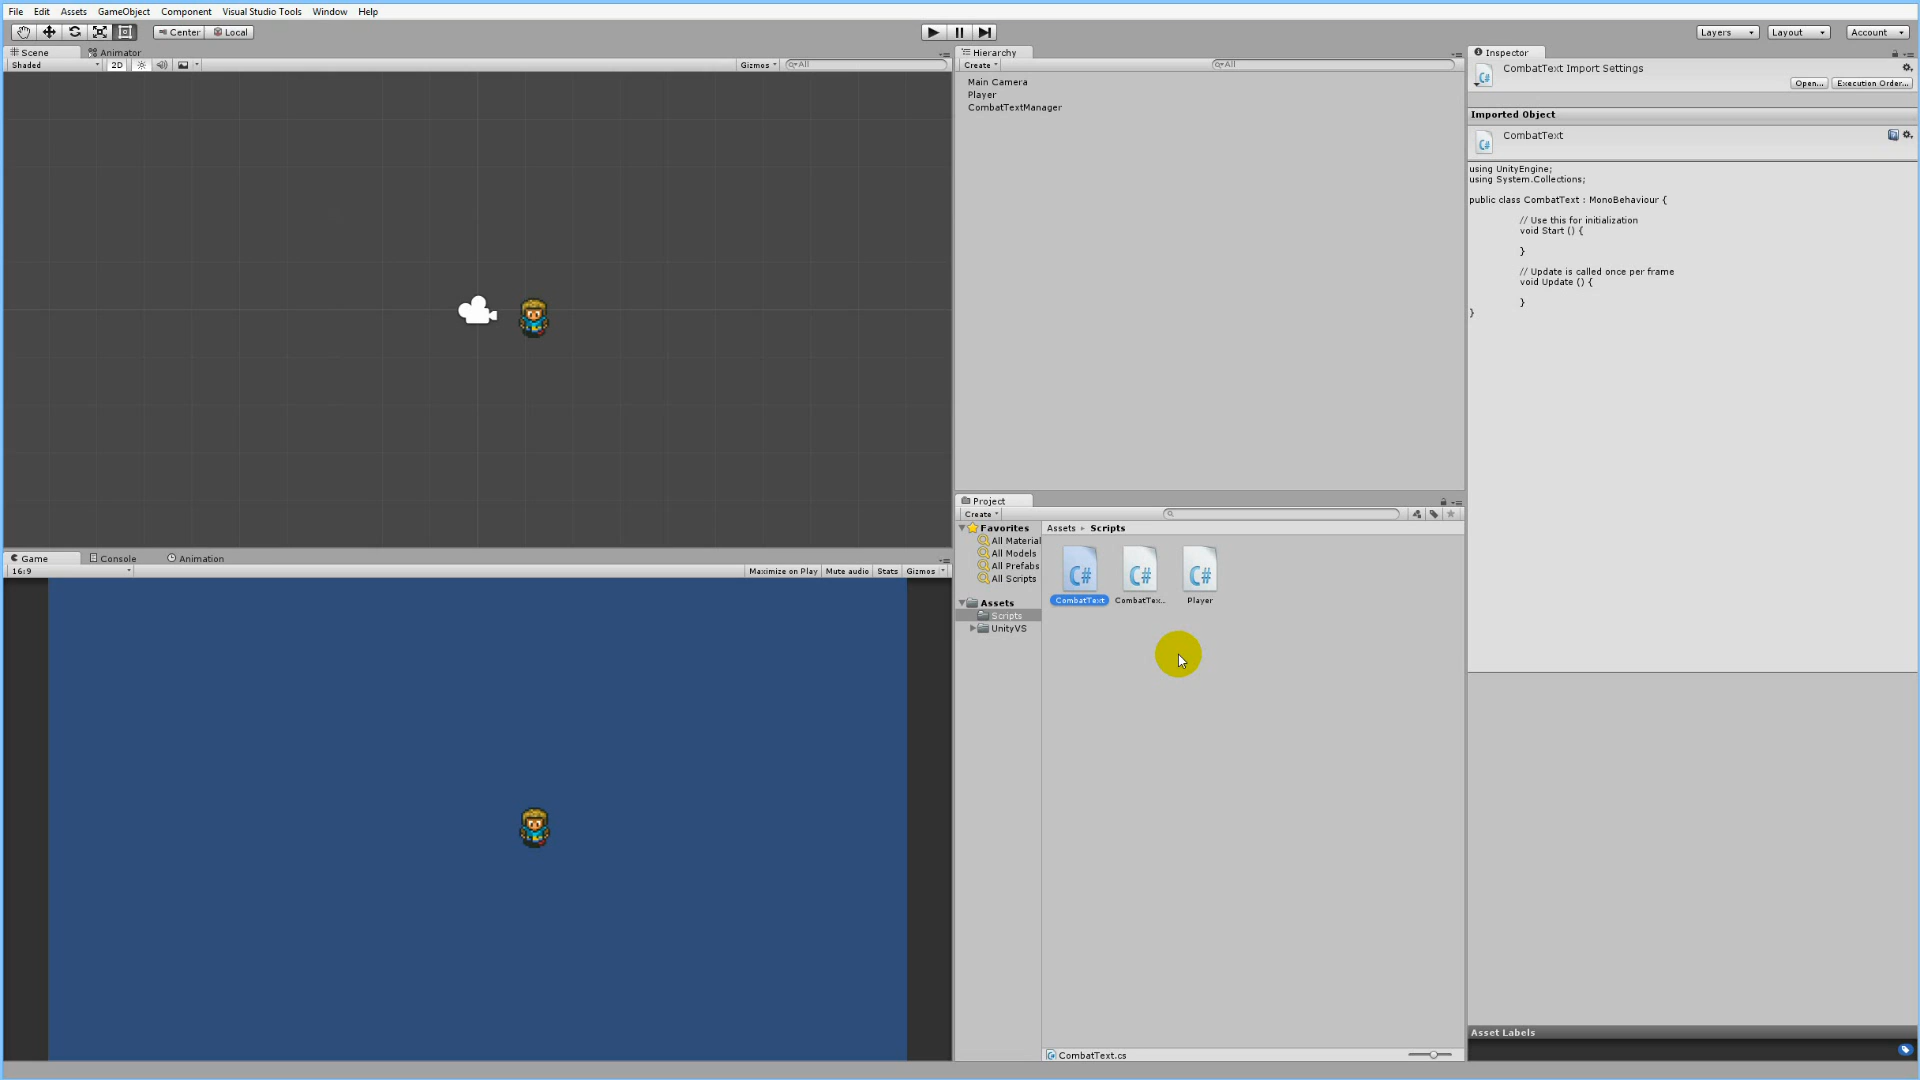 File Edit Assets GameObject Component Visual Studio Tools Window Help
Center Local
Layers Layout Account
Scene Animator
Shaded 2D Gizmos All
Hierarchy
Create All
Main Camera
Player
CombatTextManager
Inspector
CombatText Import Settings
Open... Execution Order...
Imported Object
CombatText
using UnityEngine;
using System.Collections;
public class CombatText : MonoBehaviour {
// Use this for initialization
void Start () {
}
// Update is called once per frame
void Update () {
}
}
Project
Create
Favorites
All Material
All Models
All Prefabs
All Scripts
Assets
Scripts
UnityVS
Assets Scripts
C# C# C#
CombatText CombatTex... Player
CombatText.cs
Game Console Animation
16:9 Maximize on Play Mute audio Stats Gizmos
Asset Labels